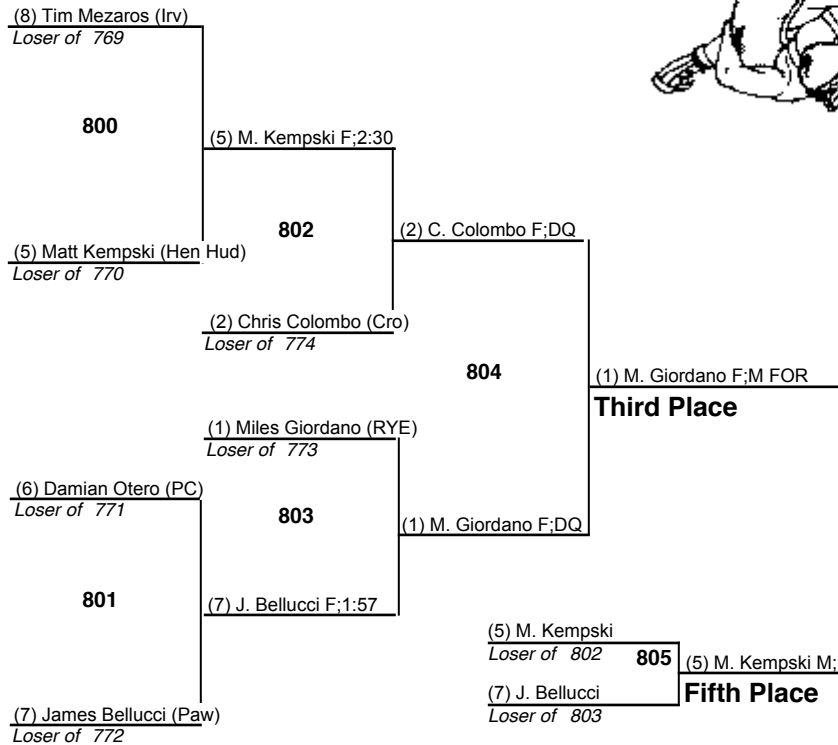 (8) Tim Mezaros (Irv)
Loser of 769
800
(5) M. Kempski F;2:30
(5) Matt Kempski (Hen Hud)
Loser of 770
802
(2) C. Colombo F;DQ
(2) Chris Colombo (Cro)
Loser of 774
804
(1) M. Giordano F;M FOR
Third Place
(1) Miles Giordano (RYE)
Loser of 773
(6) Damian Otero (PC)
Loser of 771
803
(1) M. Giordano F;DQ
801
(7) J. Bellucci F;1:57
(7) James Bellucci (Paw)
Loser of 772
(5) M. Kempski
Loser of 802
805
(5) M. Kempski M;
Fifth Place
(7) J. Bellucci
Loser of 803